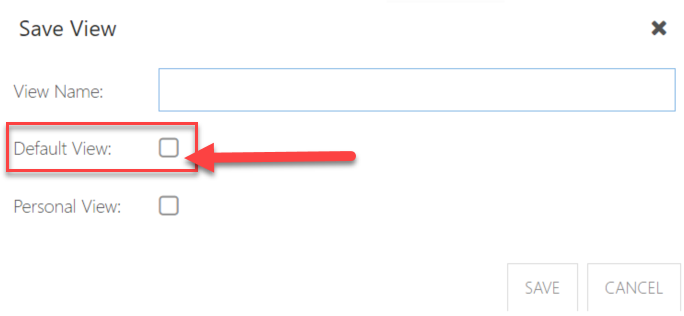 Save View
View Name:
Default View:
Personal View:
SAVE CANCEL